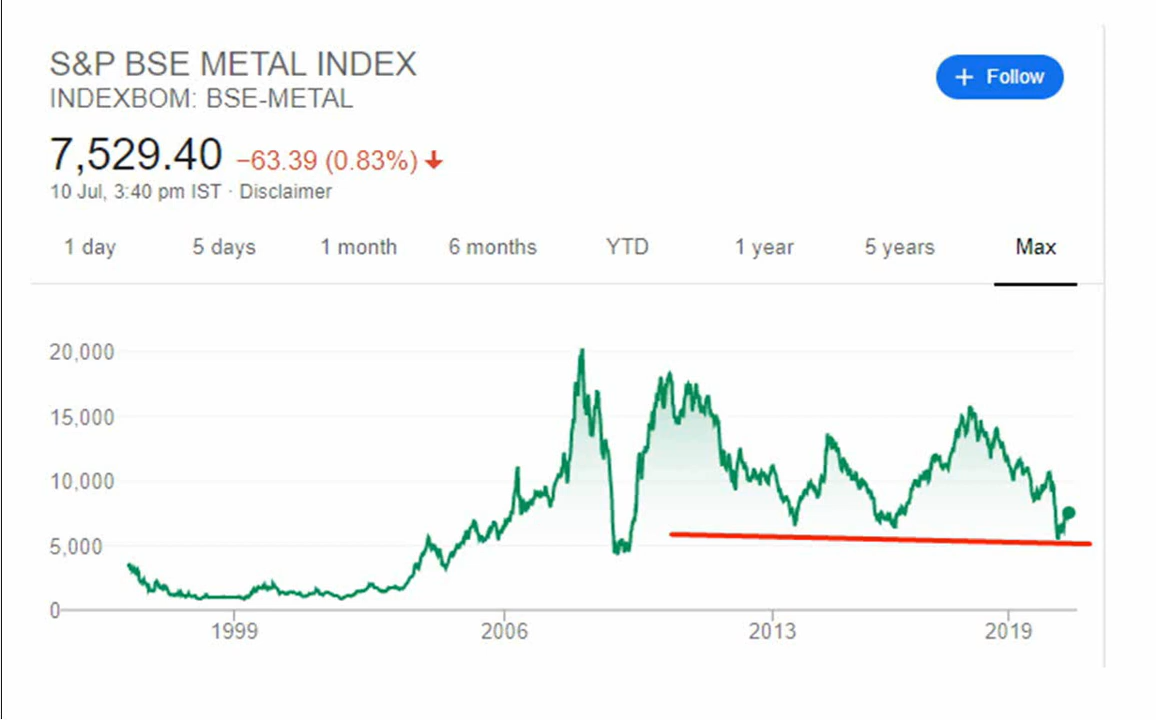 S&P BSE METAL INDEX
+ Follow
INDEXBOM: BSE-METAL
7,529.40 −63.39 (0.83%)
10 Jul, 3:40 pm IST · Disclaimer
1 day 5 days 1 month 6 months YTD 1 year 5 years Max
20,000
15,000
10,000
5,000
0
1999 2006 2013 2019